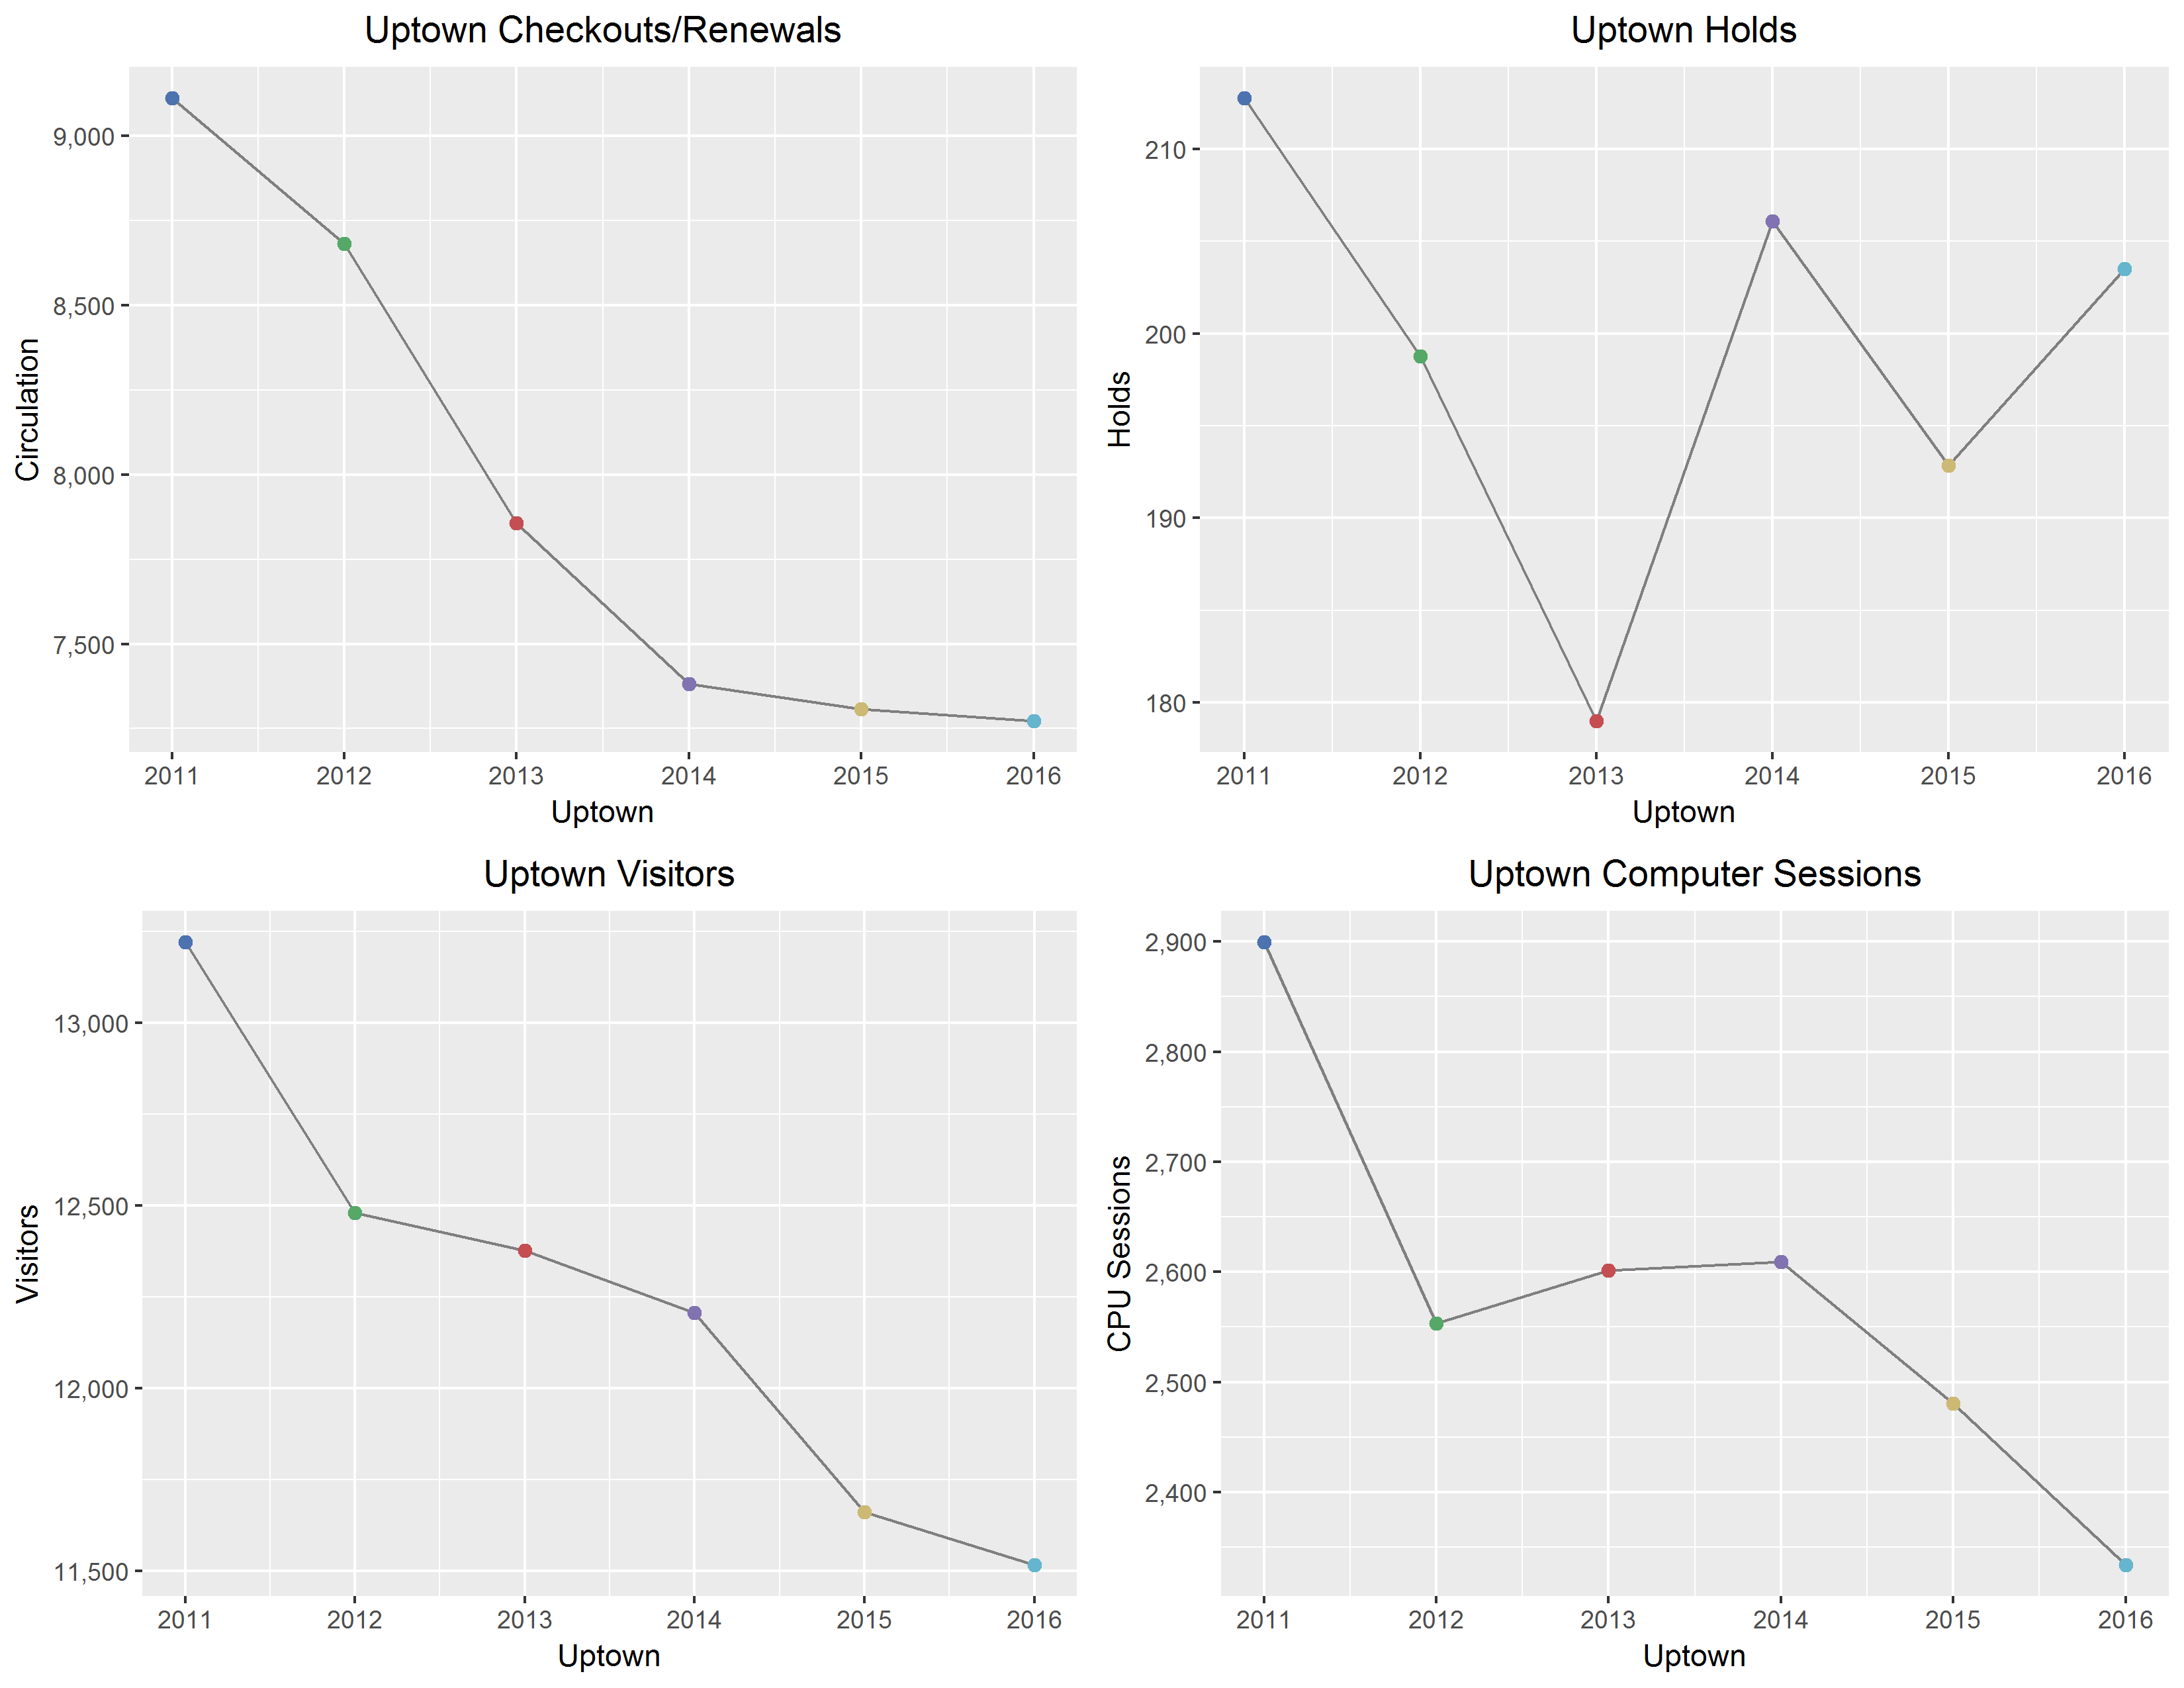 Uptown Checkouts/Renewals
Circulation
9,000
8,500
8,000
7,500
2011 2012 2013 2014 2015 2016
Uptown
Uptown Holds
Holds
210
200
190
180
2011 2012 2013 2014 2015 2016
Uptown
Uptown Visitors
Visitors
13,000
12,500
12,000
11,500
2011 2012 2013 2014 2015 2016
Uptown
Uptown Computer Sessions
CPU Sessions
2,900
2,800
2,700
2,600
2,500
2,400
2011 2012 2013 2014 2015 2016
Uptown